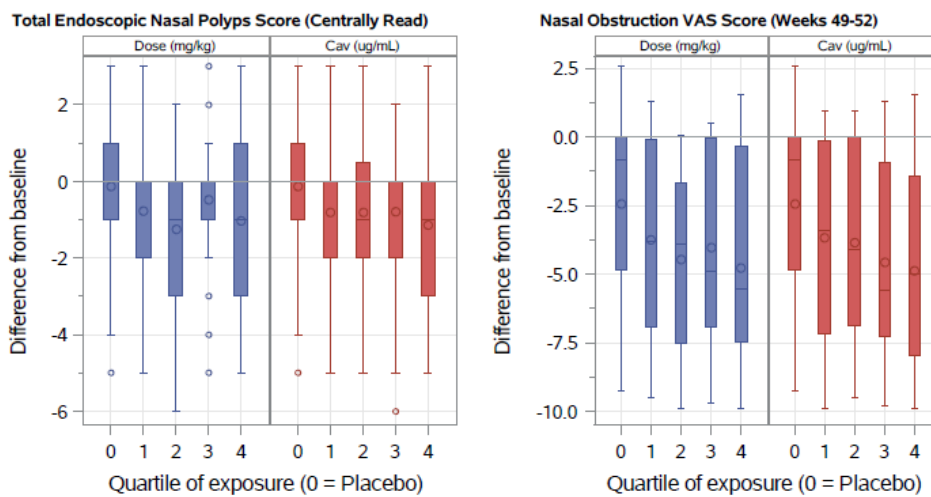 Total Endoscopic Nasal Polyps Score (Centrally Read)
Dose (mg/kg) Cav (ug/mL)
Difference from baseline
2
0
-2
-4
-6
0 1 2 3 4 0 1 2 3 4
Quartile of exposure (0 = Placebo)
Nasal Obstruction VAS Score (Weeks 49-52)
Dose (mg/kg) Cav (ug/mL)
Difference from baseline
2.5
0.0
-2.5
-5.0
-7.5
-10.0
0 1 2 3 4 0 1 2 3 4
Quartile of exposure (0 = Placebo)